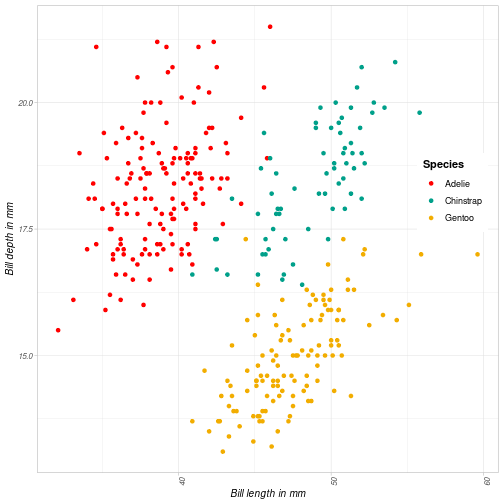 Bill depth in mm
20.0
17.5
15.0
Species
Adelie
Chinstrap
Gentoo
40
50
60
Bill length in mm